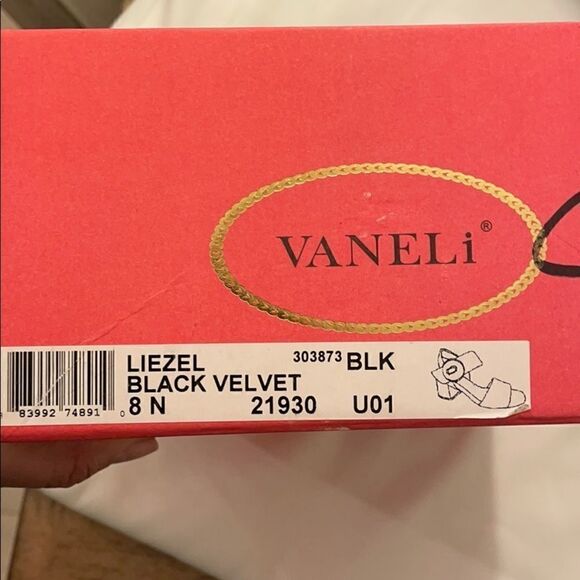 VANELi®
LIEZEL 303873 BLK
BLACK VELVET
8 N 21930 U01
83992 74891 0